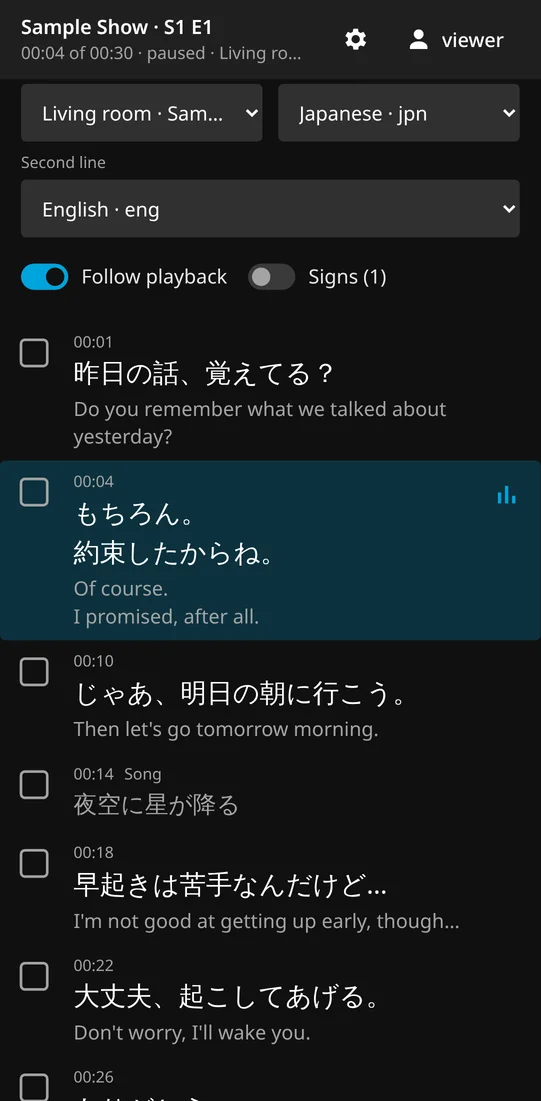 Sample Show · S1 E1
00:04 of 00:30 · paused · Living ro...
viewer
Living room · Sam...
Japanese · jpn
Second line
English · eng
Follow playback
Signs (1)
00:01
昨日の話、覚えてる？
Do you remember what we talked about
yesterday?
00:04
もちろん。
約束したからね。
Of course.
I promised, after all.
00:10
じゃあ、明日の朝に行こう。
Then let's go tomorrow morning.
00:14 Song
夜空に星が降る
00:18
早起きは苦手なんだけど…
I'm not good at getting up early, though…
00:22
大丈夫、起こしてあげる。
Don't worry, I'll wake you.
00:26